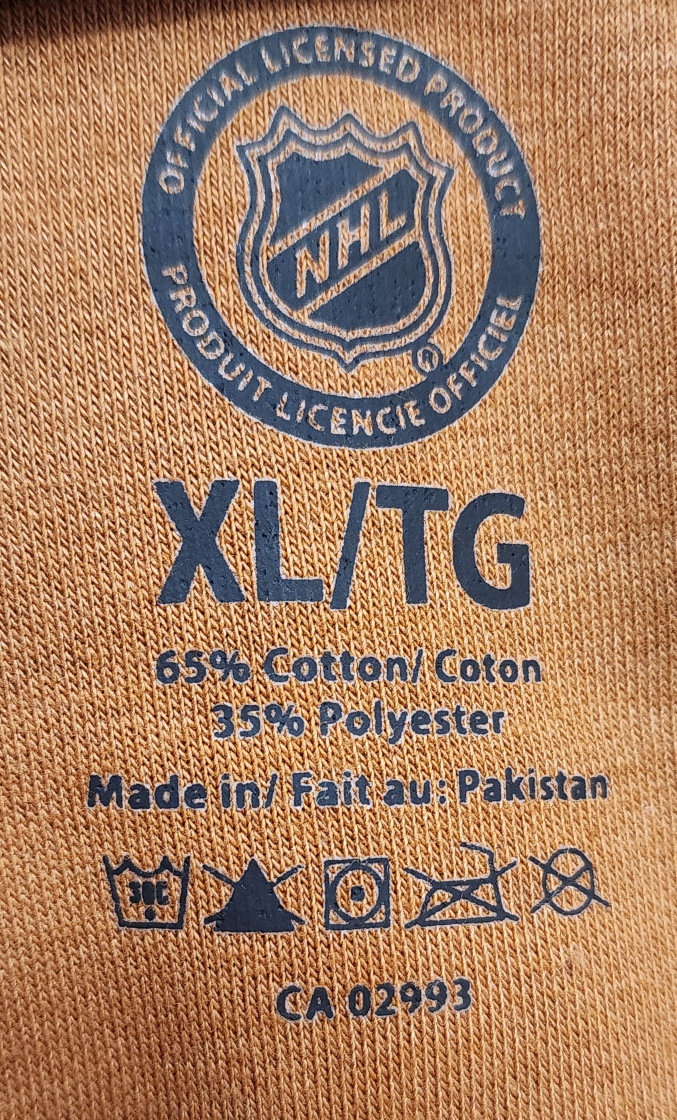 OFFICIAL LICENSED PRODUCT
NHL
®
PRODUIT LICENCIE OFFICIEL
XL/TG
65% Cotton/ Coton
35% Polyester
Made in/ Fait au: Pakistan
30C
CA 02993